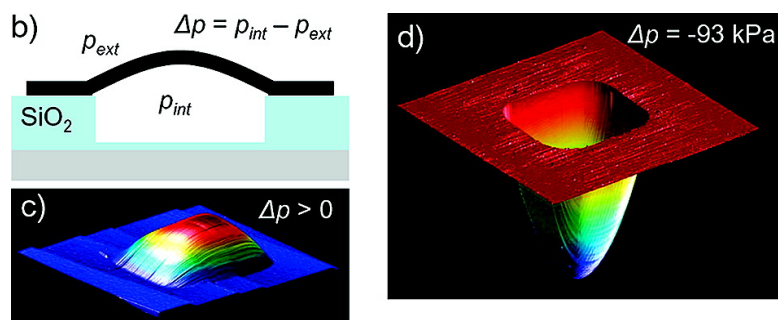 b)
p_ext
Δp = p_int – p_ext
p_int
SiO₂
c)
Δp > 0
d)
Δp = -93 kPa